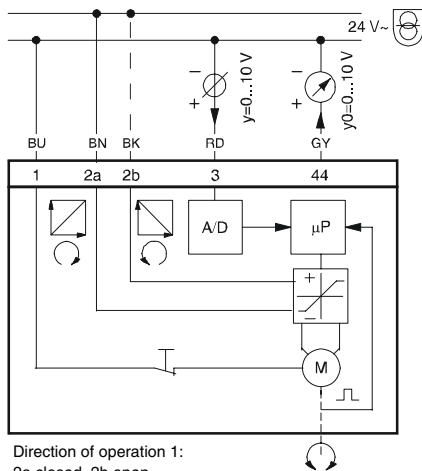 24 V~
− −
+ y=0...10 V + y0=0...10 V
BU BN BK RD GY
1 2a 2b 3 44
A/D µP
+
−
M
Direction of operation 1: